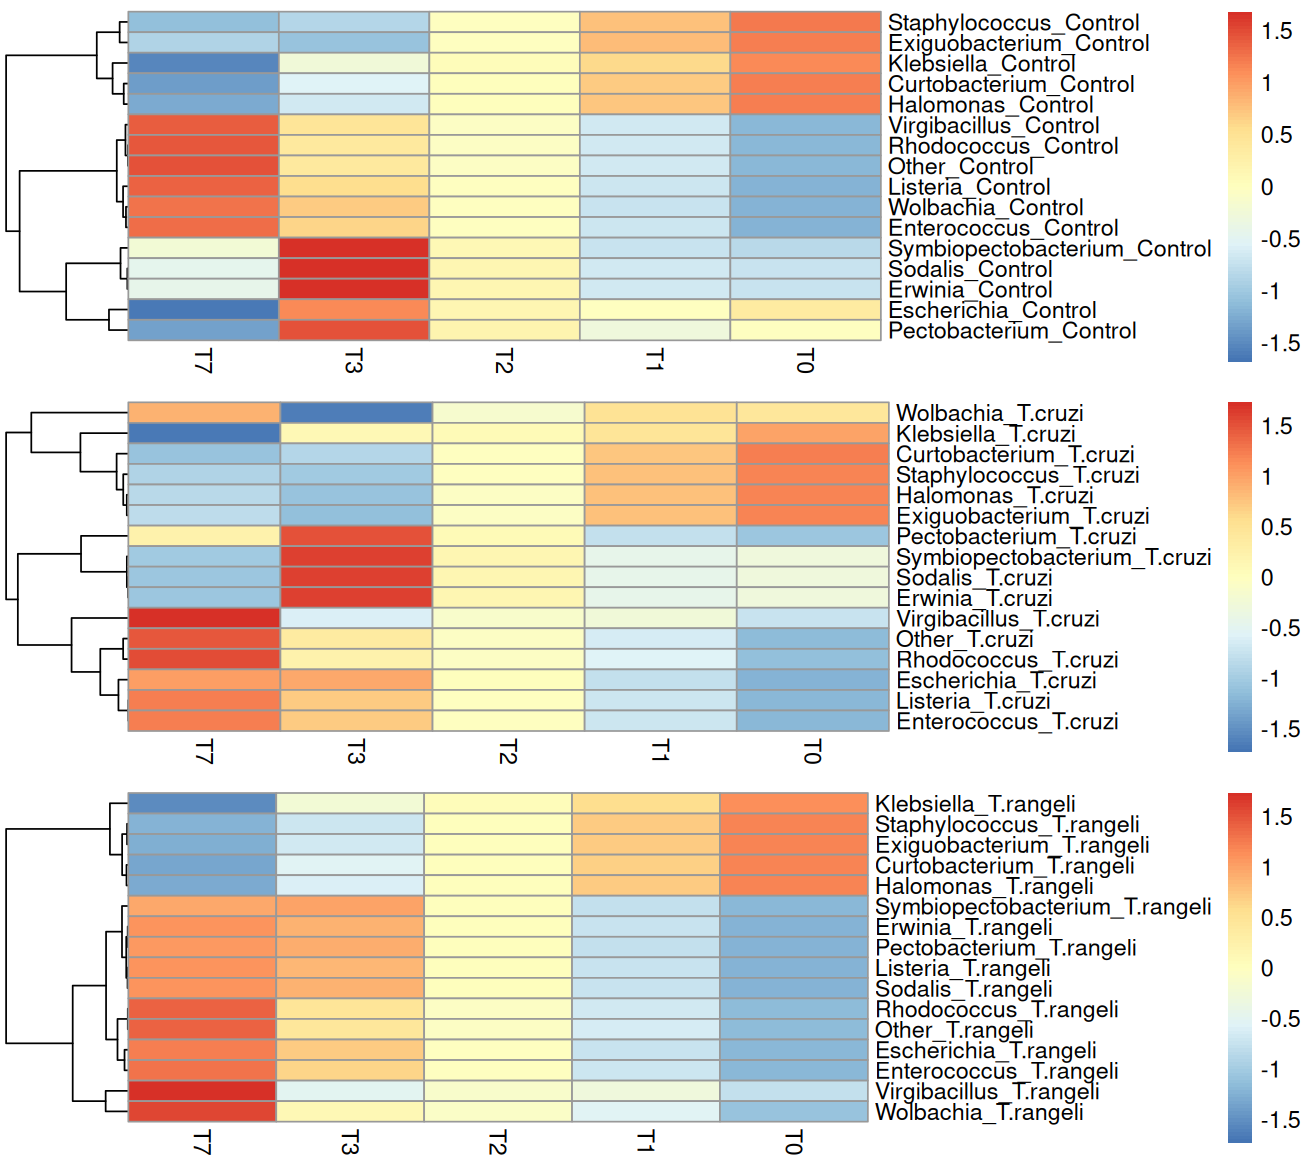 Staphylococcus_Control
Exiguobacterium_Control
Klebsiella_Control
Curtobacterium_Control
Halomonas_Control
Virgibacillus_Control
Rhodococcus_Control
Other_Control
Listeria_Control
Wolbachia_Control
Enterococcus_Control
Symbiopectobacterium_Control
Sodalis_Control
Erwinia_Control
Escherichia_Control
Pectobacterium_Control
T7 T3 T2 T1 T0
1.5
1
0.5
0
-0.5
-1
-1.5
Wolbachia_T.cruzi
Klebsiella_T.cruzi
Curtobacterium_T.cruzi
Staphylococcus_T.cruzi
Halomonas_T.cruzi
Exiguobacterium_T.cruzi
Pectobacterium_T.cruzi
Symbiopectobacterium_T.cruzi
Sodalis_T.cruzi
Erwinia_T.cruzi
Virgibacillus_T.cruzi
Other_T.cruzi
Rhodococcus_T.cruzi
Escherichia_T.cruzi
Listeria_T.cruzi
Enterococcus_T.cruzi
T7 T3 T2 T1 T0
1.5
1
0.5
0
-0.5
-1
-1.5
Klebsiella_T.rangeli
Staphylococcus_T.rangeli
Exiguobacterium_T.rangeli
Curtobacterium_T.rangeli
Halomonas_T.rangeli
Symbiopectobacterium_T.rangeli
Erwinia_T.rangeli
Pectobacterium_T.rangeli
Listeria_T.rangeli
Sodalis_T.rangeli
Rhodococcus_T.rangeli
Other_T.rangeli
Escherichia_T.rangeli
Enterococcus_T.rangeli
Virgibacillus_T.rangeli
Wolbachia_T.rangeli
T7 T3 T2 T1 T0
1.5
1
0.5
0
-0.5
-1
-1.5